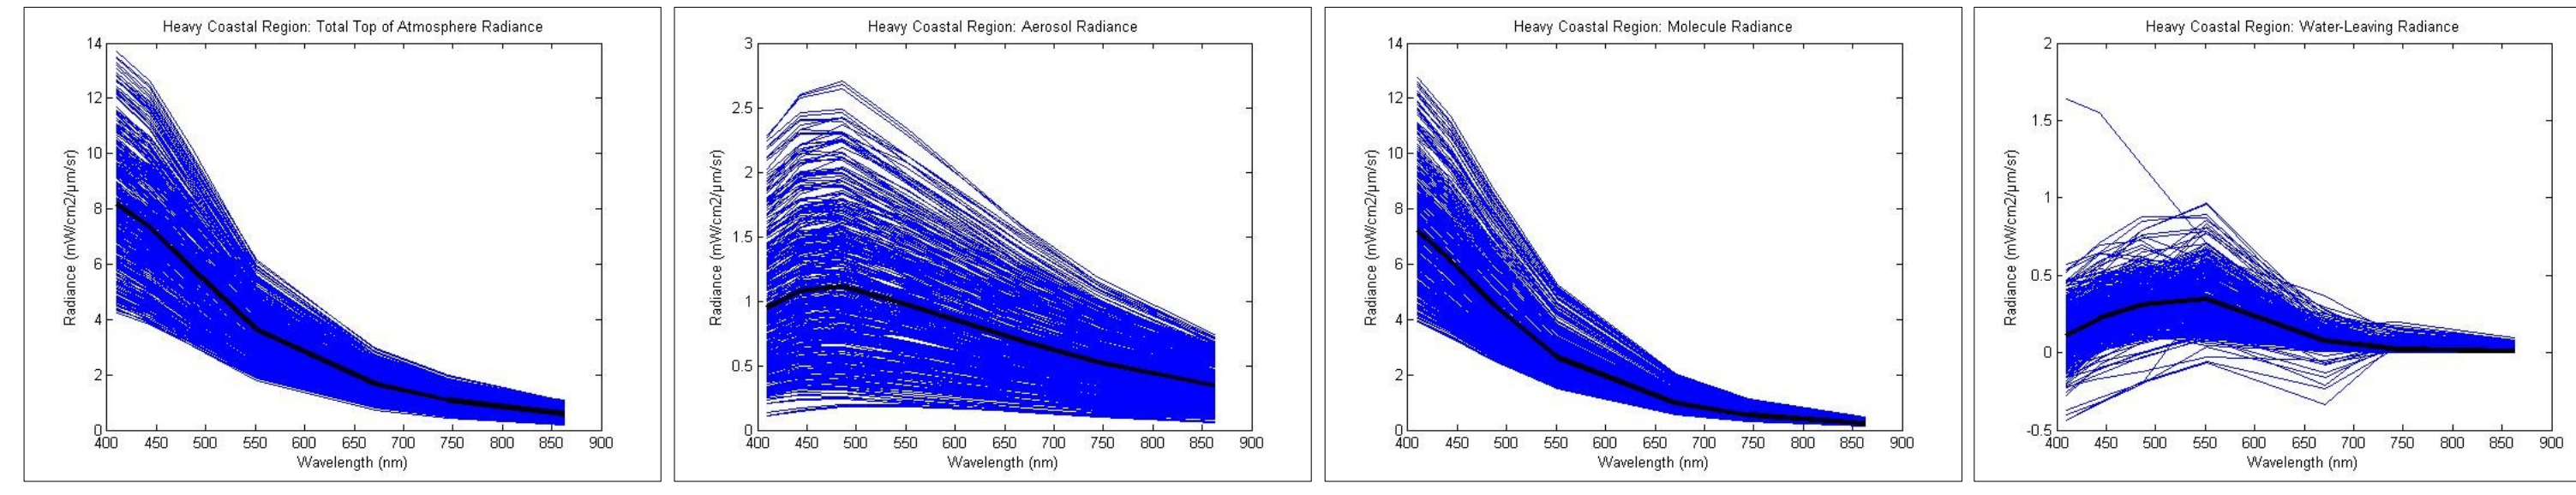 Heavy Coastal Region: Total Top of Atmosphere Radiance
14
12
10
8
6
4
2
0
Radiance (mW/cm2/µm/sr)
400 450 500 550 600 650 700 750 800 850 900
Wavelength (nm)
Heavy Coastal Region: Aerosol Radiance
3
2.5
2
1.5
1
0.5
0
Radiance (mW/cm2/µm/sr)
400 450 500 550 600 650 700 750 800 850 900
Wavelength (nm)
Heavy Coastal Region: Molecule Radiance
14
12
10
8
6
4
2
0
Radiance (mW/cm2/µm/sr)
400 450 500 550 600 650 700 750 800 850 900
Wavelength (nm)
Heavy Coastal Region: Water-Leaving Radiance
2
1.5
1
0.5
0
-0.5
Radiance (mW/cm2/µm/sr)
400 450 500 550 600 650 700 750 800 850 900
Wavelength (nm)